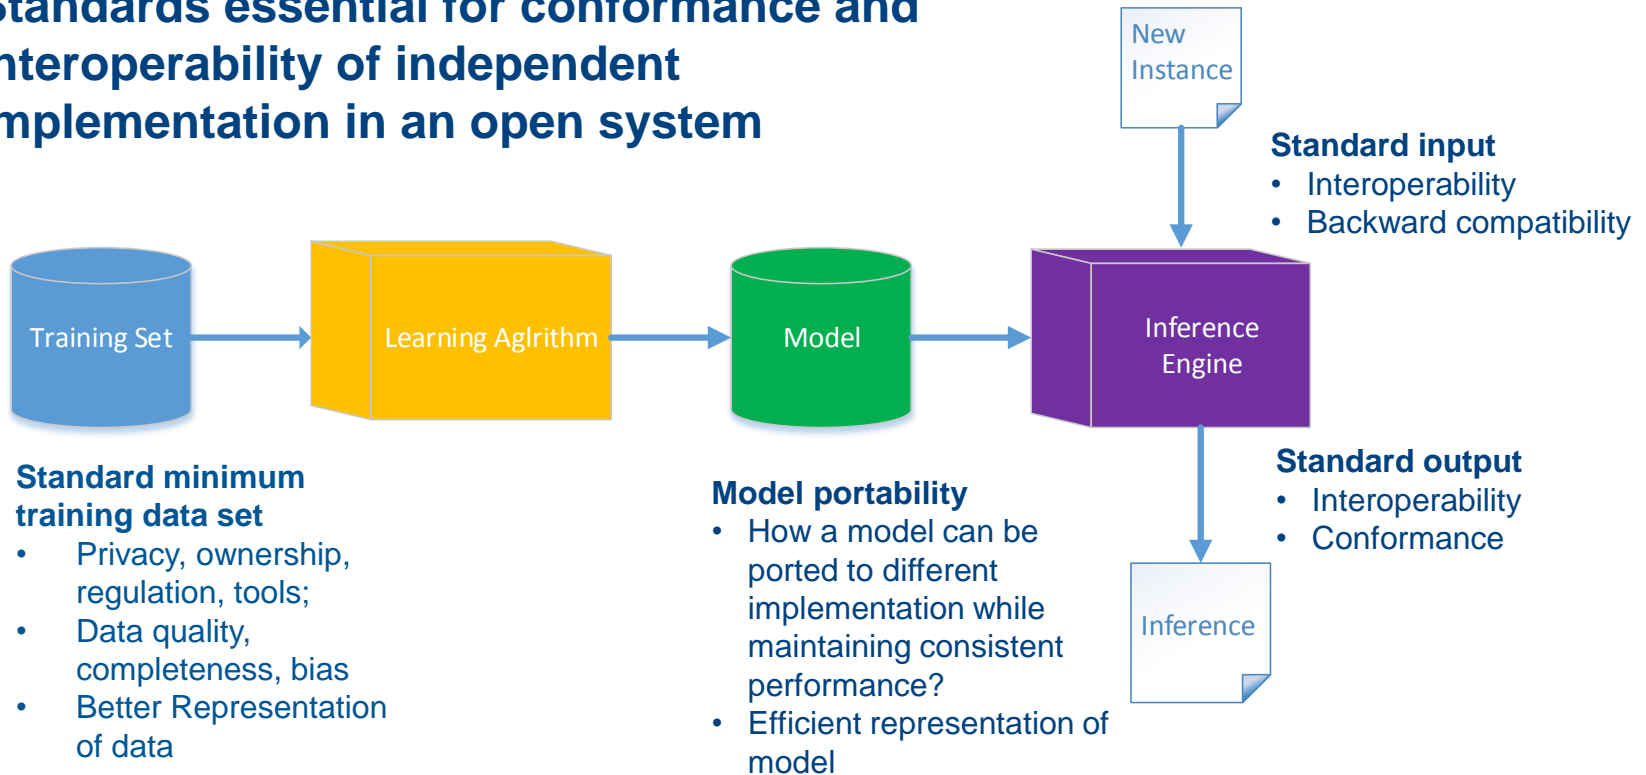 Standards essential for conformance and
nteroperability of independent
mplementation in an open system
New
Instance
Standard input
• Interoperability
• Backward compatibility
Training Set
Learning Aglrithm
Model
Inference
Engine
Standard minimum
training data set
• Privacy, ownership,
regulation, tools;
• Data quality,
completeness, bias
• Better Representation
of data
Model portability
• How a model can be
ported to different
implementation while
maintaining consistent
performance?
• Efficient representation of
model
Standard output
• Interoperability
• Conformance
Inference